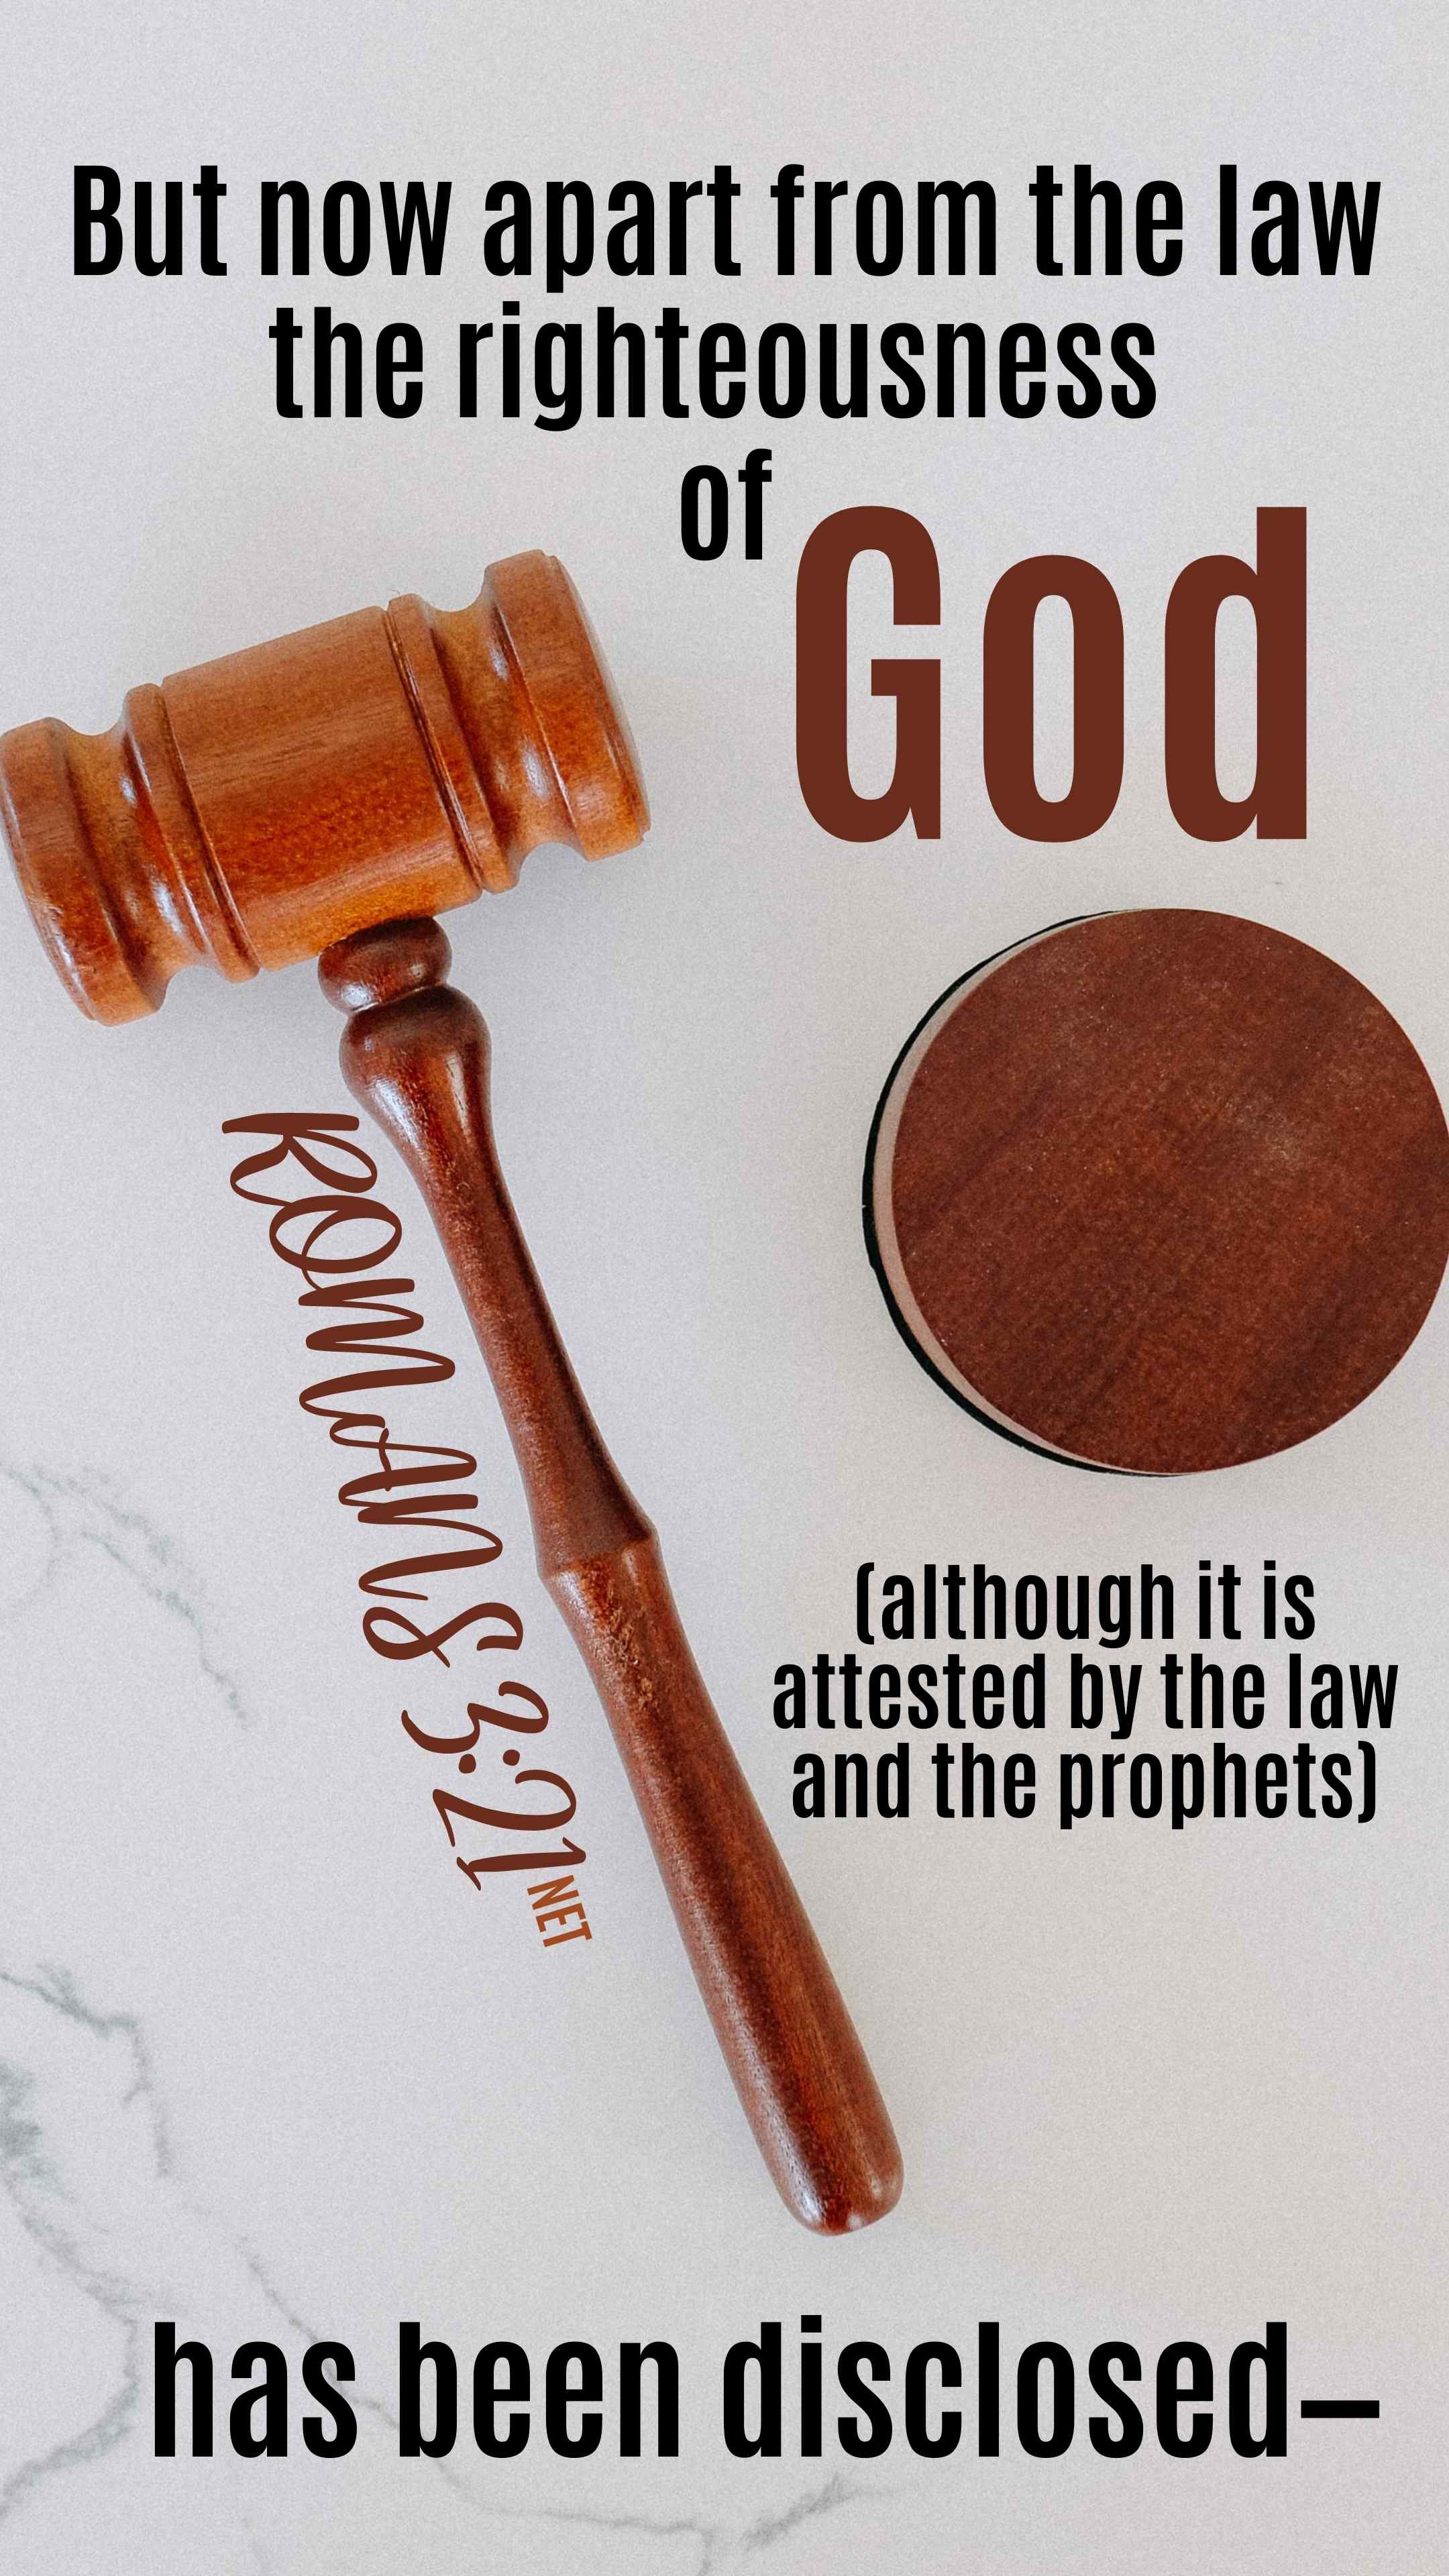 But now apart from the law
the righteousness
of God
(although it is
attested by the law
and the prophets)
has been disclosed—
ROMANS 3:21 NET